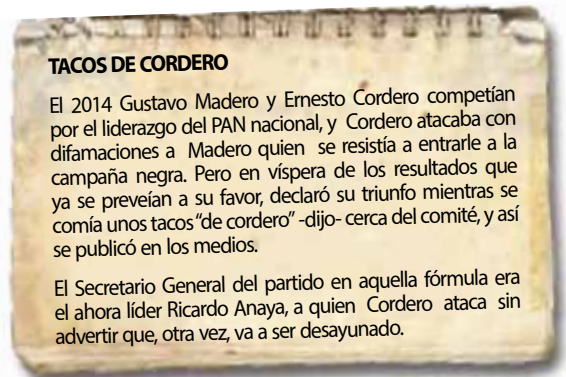 TACOS DE CORDERO
El 2014 Gustavo Madero y Ernesto Cordero competían
por el liderazgo del PAN nacional, y Cordero atacaba con
difamaciones a Madero quien se resistía a entrarle a la
campaña negra. Pero en víspera de los resultados que
ya se preveían a su favor, declaró su triunfo mientras se
comía unos tacos “de cordero” -dijo- cerca del comité, y así
se publicó en los medios.
El Secretario General del partido en aquella fórmula era
el ahora líder Ricardo Anaya, a quien Cordero ataca sin
advertir que, otra vez, va a ser desayunado.